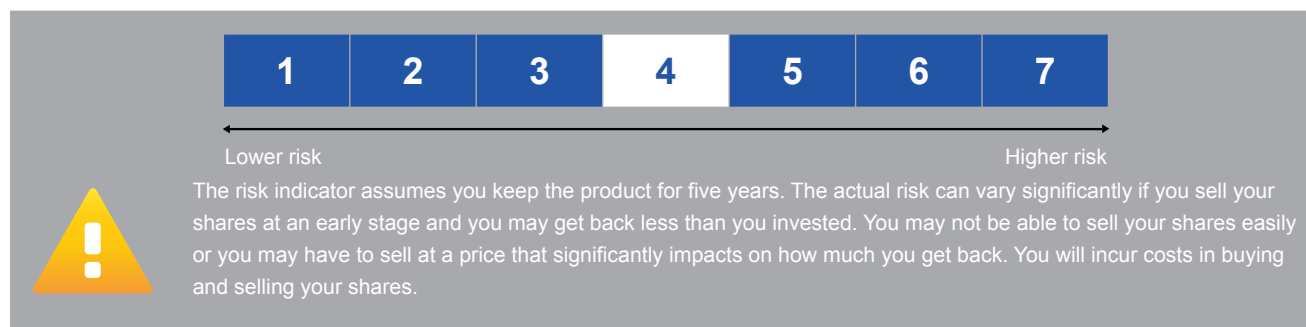 1 2 3 4 5 6 7
Lower risk Higher risk
The risk indicator assumes you keep the product for five years. The actual risk can vary significantly if you sell your
shares at an early stage and you may get back less than you invested. You may not be able to sell your shares easily
or you may have to sell at a price that significantly impacts on how much you get back. You will incur costs in buying
and selling your shares.